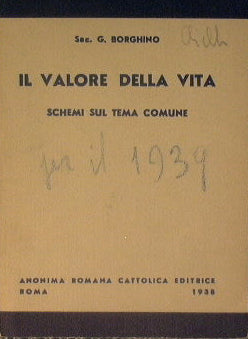 Sac. G. BORGHINO
IL VALORE DELLA VITA
SCHEMI SUL TEMA COMUNE
per il 1939
ANONIMA ROMANA CATTOLICA EDITRICE
ROMA 1938